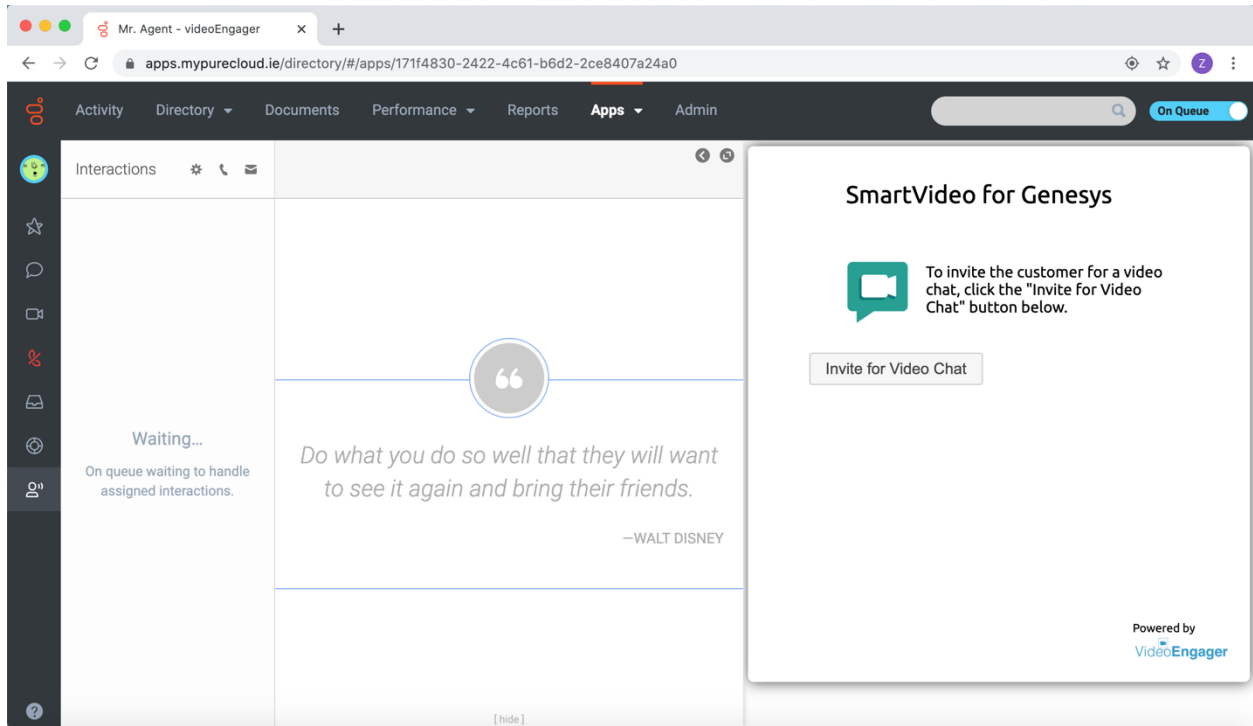 Mr. Agent - videoEngager
apps.mypurecloud.ie/directory/#/apps/171f4830-2422-4c61-b6d2-2ce8407a24a0
Z
Activity Directory Documents Performance Reports Apps Admin
On Queue
Interactions
SmartVideo for Genesys
To invite the customer for a video
chat, click the "Invite for Video
Chat" button below.
Invite for Video Chat
Waiting...
On queue waiting to handle
assigned interactions.
Do what you do so well that they will want
to see it again and bring their friends.
—WALT DISNEY
Powered by
VideoEngager
[ hide ]